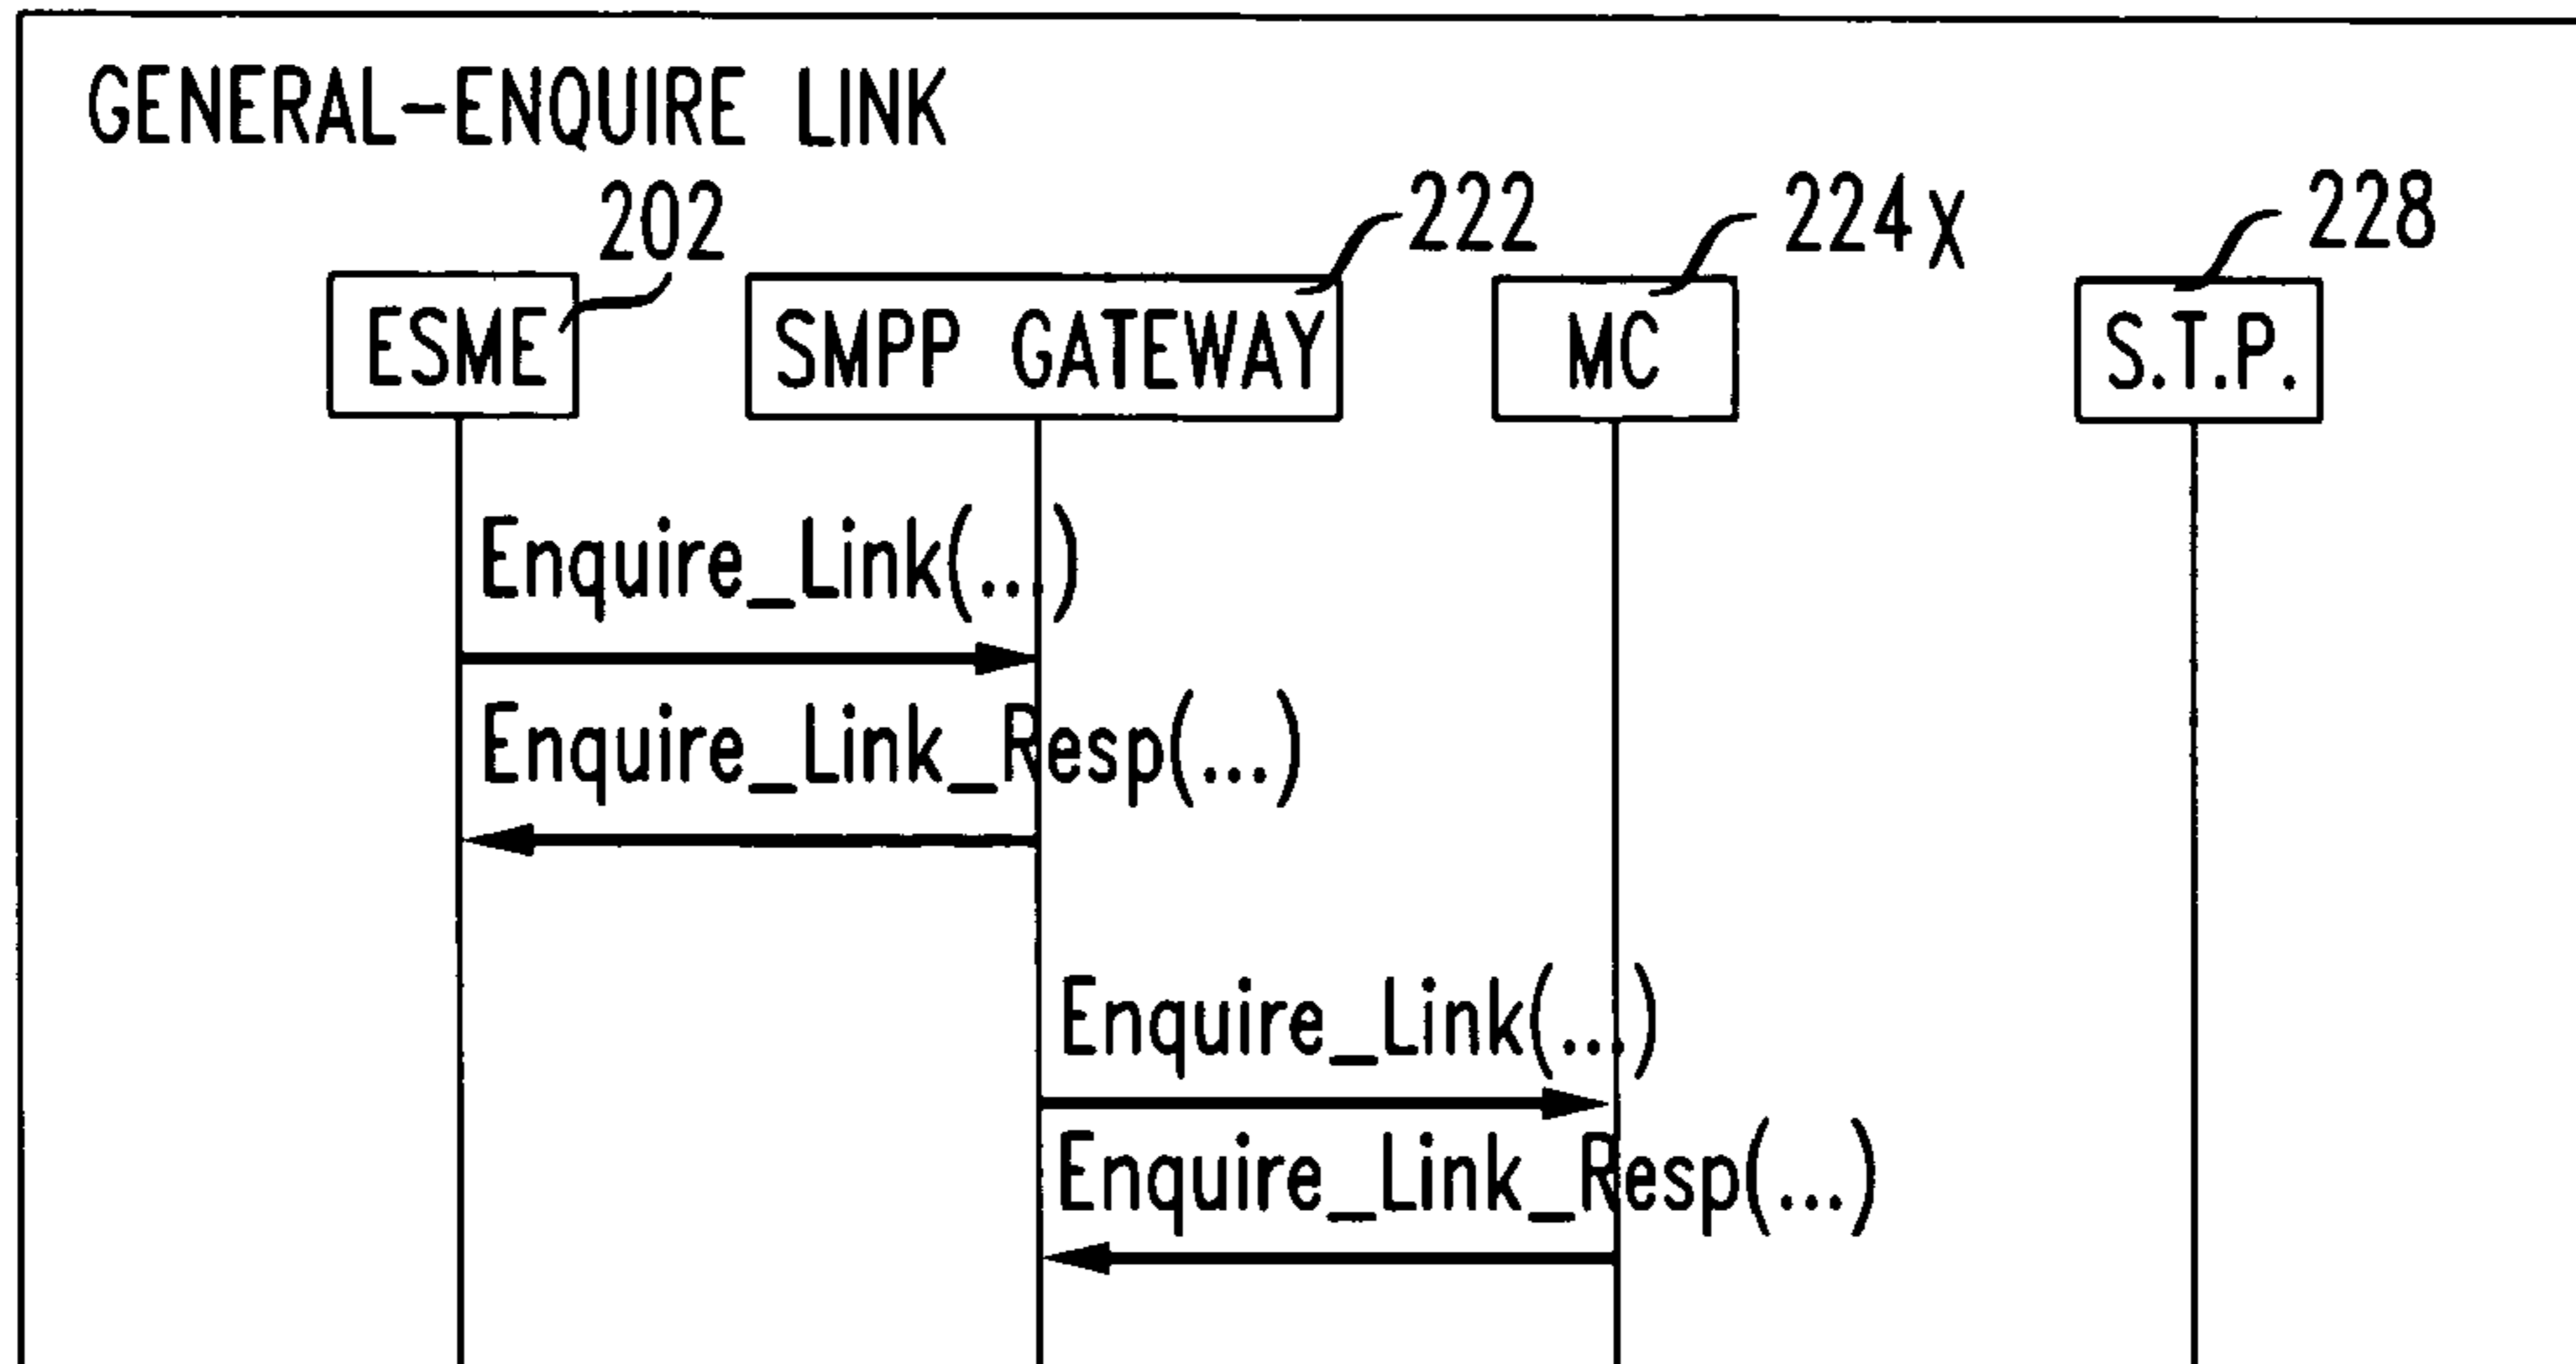 GENERAL-ENQUIRE LINK
202
222
224X
228
ESME
SMPP GATEWAY
MC
S.T.P.
Enquire_Link(...)
Enquire_Link_Resp(...)
Enquire_Link(...)
Enquire_Link_Resp(...)